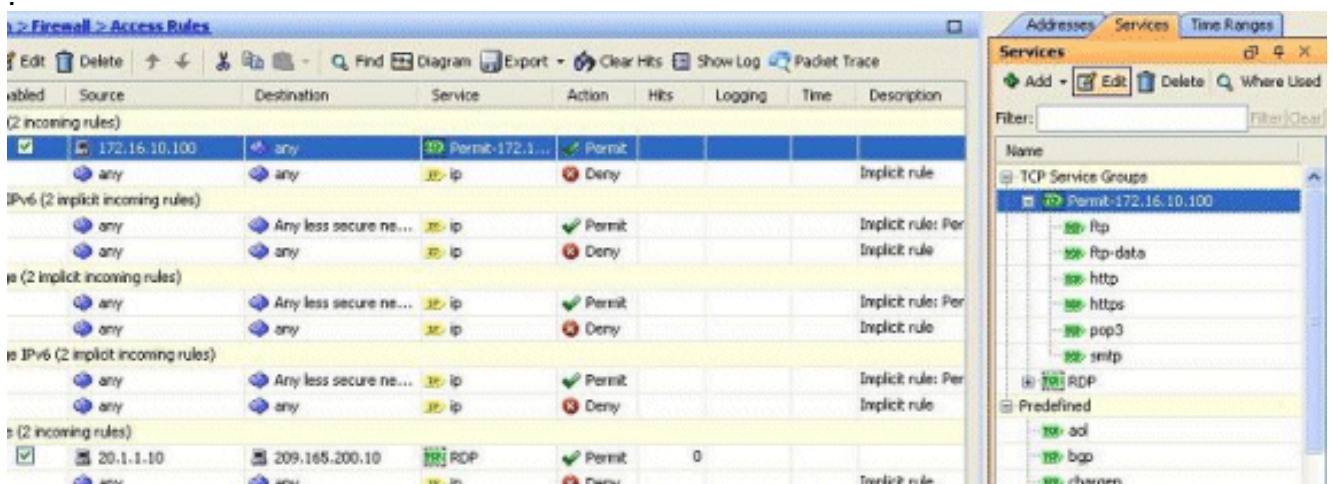 > Firewall > Access Rules
Edit Delete Find Diagram Export Clear Hits Show Log Packet Trace
abled Source Destination Service Action Hits Logging Time Description
(2 incoming rules)
172.16.10.100 any Permit-172.1... Permit
any any ip Deny Implicit rule
IPv6 (2 implicit incoming rules)
any Any less secure ne... ip Permit Implicit rule: Per
any any ip Deny Implicit rule
e (2 implicit incoming rules)
any Any less secure ne... ip Permit Implicit rule: Per
any any ip Deny Implicit rule
e IPv6 (2 implicit incoming rules)
any Any less secure ne... ip Permit Implicit rule: Per
any any ip Deny Implicit rule
e (2 incoming rules)
20.1.1.10 209.165.200.10 RDP Permit 0
any any ip Deny Implicit rule
Addresses Services Time Ranges
Services
Add Edit Delete Where Used
Filter: Filter Clear
Name
TCP Service Groups
Permit-172.16.10.100
ftp
ftp-data
http
https
pop3
smtp
RDP
Predefined
aol
bgp
chargen